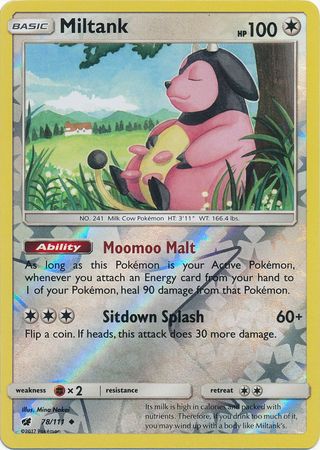 BASIC Miltank HP 100
NO. 241 Milk Cow Pokémon HT: 3'11" WT: 166.4 lbs.
Ability Moomoo Malt
As long as this Pokémon is your Active Pokémon,
whenever you attach an Energy card from your hand to
1 of your Pokémon, heal 90 damage from that Pokémon.
Sitdown Splash 60+
Flip a coin. If heads, this attack does 30 more damage.
weakness ×2 resistance retreat
Illus. Mina Nakai
78/111
©2017 Pokémon
Its milk is high in calories and packed with
nutrients. Therefore, if you drink too much, you
may wind up with a body like Miltank's.